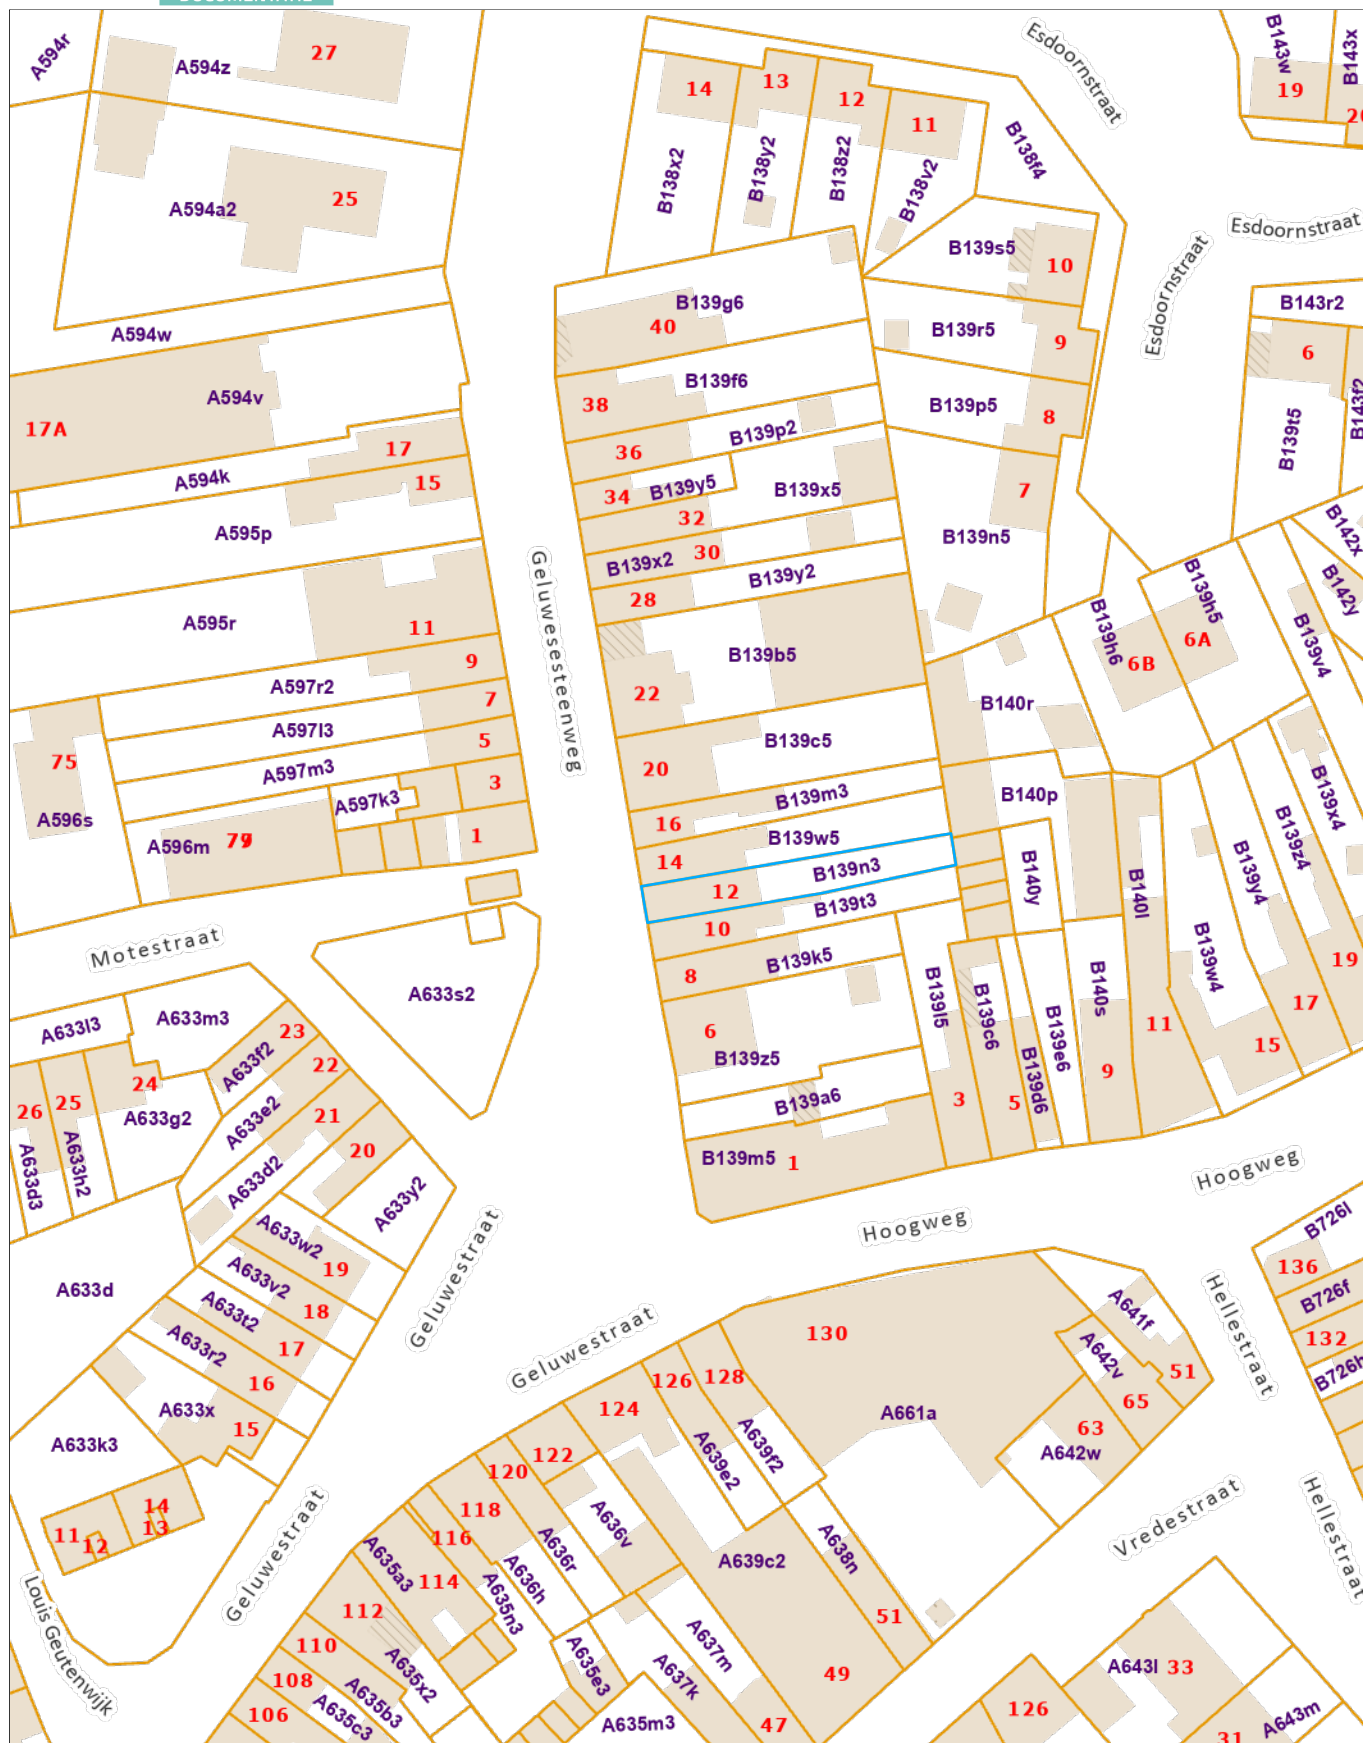 A594r
A594z
27
14
13
12
11
Esdoornstraat
B143w
19
B143x
A594a2
25
B138x2
B138y2
B138z2
B138v2
B138f4
Esdoornstraat
B139s5
10
Esdoornstraat
A594w
B139g6
40
B139r5
9
B143r2
6
A594v
17A
B139f6
38
B139p5
8
B139t5
B143f2
17
A594k
15
36
B139p2
34
B139y5
B139x5
7
A595p
32
30
B139x2
B139n5
B142x
Geluwesesteenweg
28
B139y2
B142y
A595r
11
B139b5
B139h6
B139h5
6B
6A
B139v4
9
A597r2
22
B140r
7
A597l3
5
75
B139c5
20
A597m3
3
A597k3
B139m3
16
B140p
B139x4
A596s
A596m
79
1
B139w5
14
B139z4
12
B139n3
B140y
B140l
B139y4
10
B139t3
Motestraat
8
B139k5
B139l5
B139c6
B140s
B139w4
19
A633s2
17
A633l3
A633m3
23
6
B139z5
B139e6
11
15
A633f2
22
24
9
26
25
A633g2
A633e2
21
B139a6
3
5
B139d6
A633d3
A633h2
20
B139m5
1
A633d2
A633y2
Hoogweg
Hoogweg
A633w2
19
B726l
136
A633d
A633v2
18
Geluwestraat
Hellestraat
B726f
A633t2
17
132
A633r2
16
B726h
A641f
A642v
51
65
Geluwestraat
130
126
128
A633x
15
124
A661a
63
A642w
A633k3
122
A639e2
A639f2
120
14
13
11
12
118
A636v
A638n
Vredestraat
Hellestraat
116
A636r
A639c2
Geluwestraat
A635a3
114
A636h
A635n3
51
Louis Geutenwijk
112
A637m
110
A635x2
A635e3
A637k
49
A643l
33
108
A635b3
106
A635c3
A635m3
47
126
A643m
31